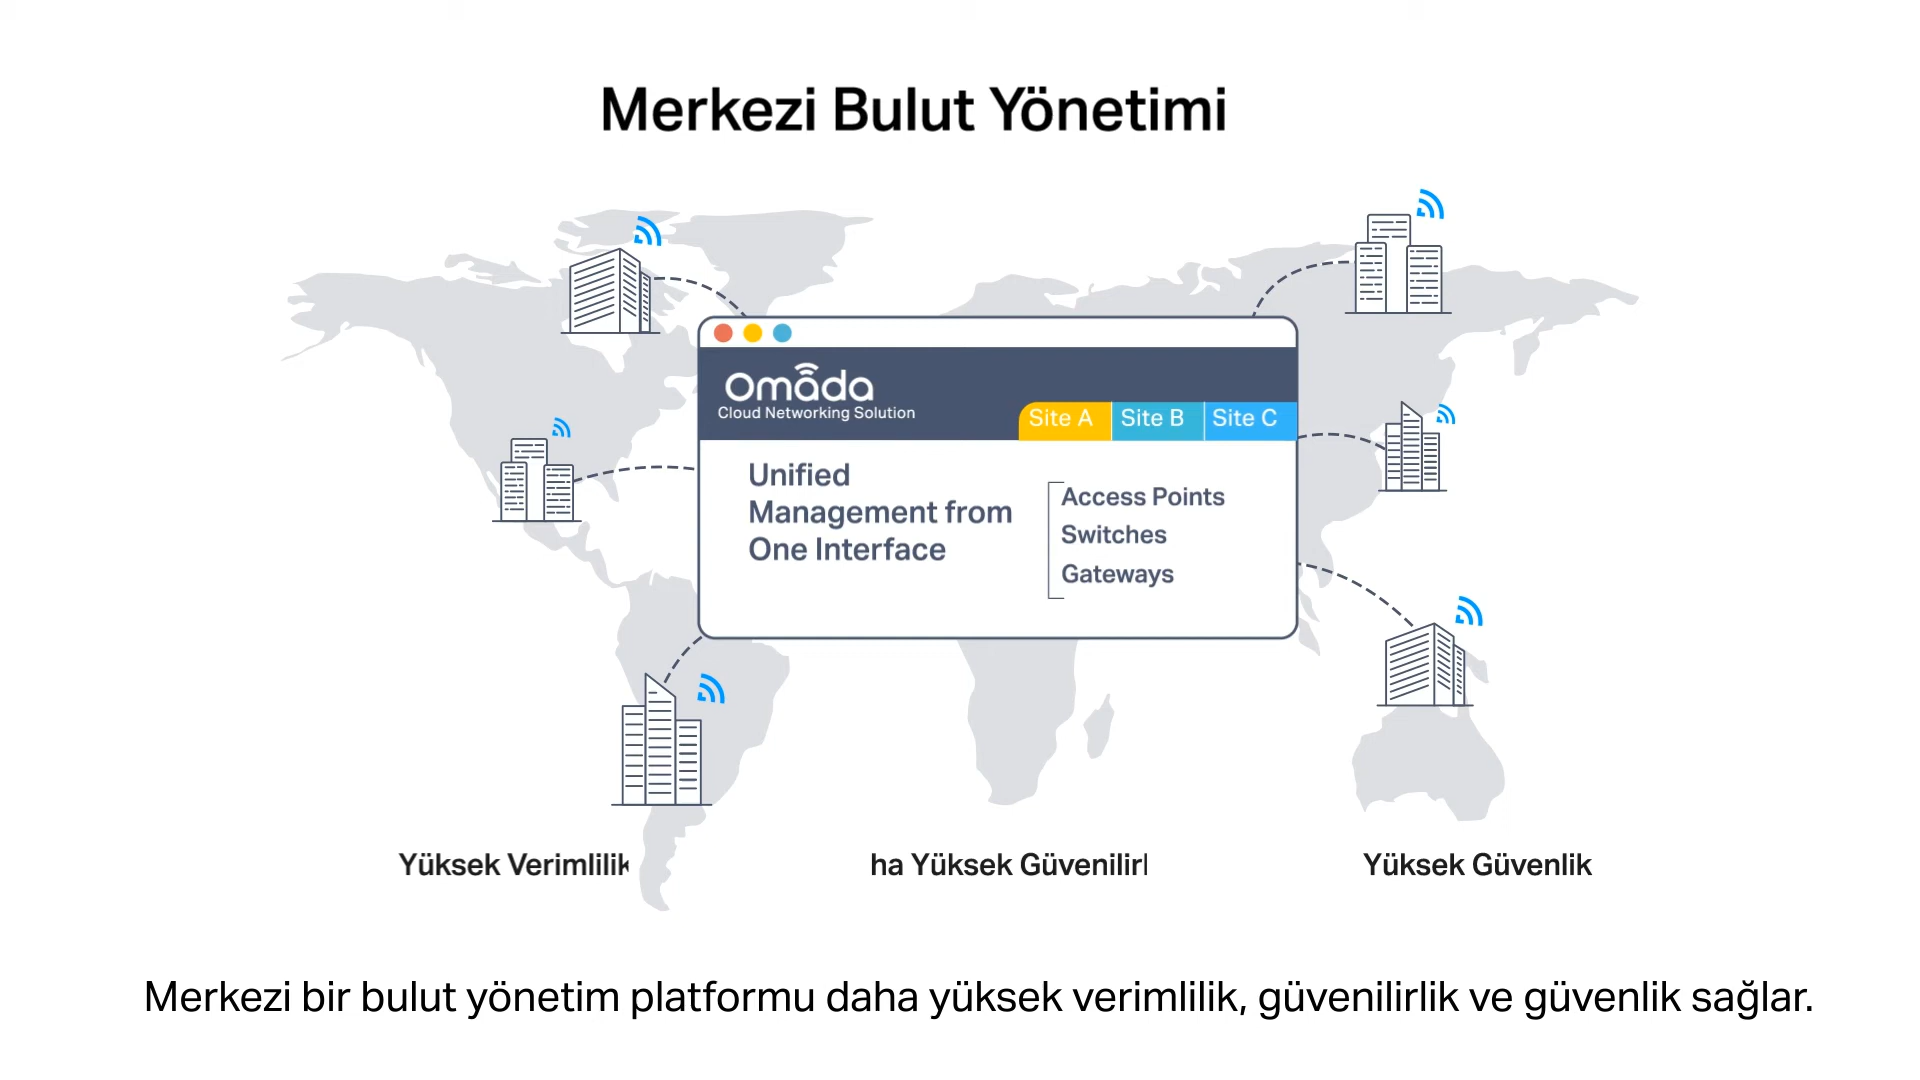 Merkezi Bulut Yönetimi
Omada
Cloud Networking Solution
Site A
Site B
Site C
Unified
Management from
One Interface
Access Points
Switches
Gateways
Yüksek Verimlilik
ha Yüksek Güvenilirl
Yüksek Güvenlik
Merkezi bir bulut yönetim platformu daha yüksek verimlilik, güvenilirlik ve güvenlik sağlar.